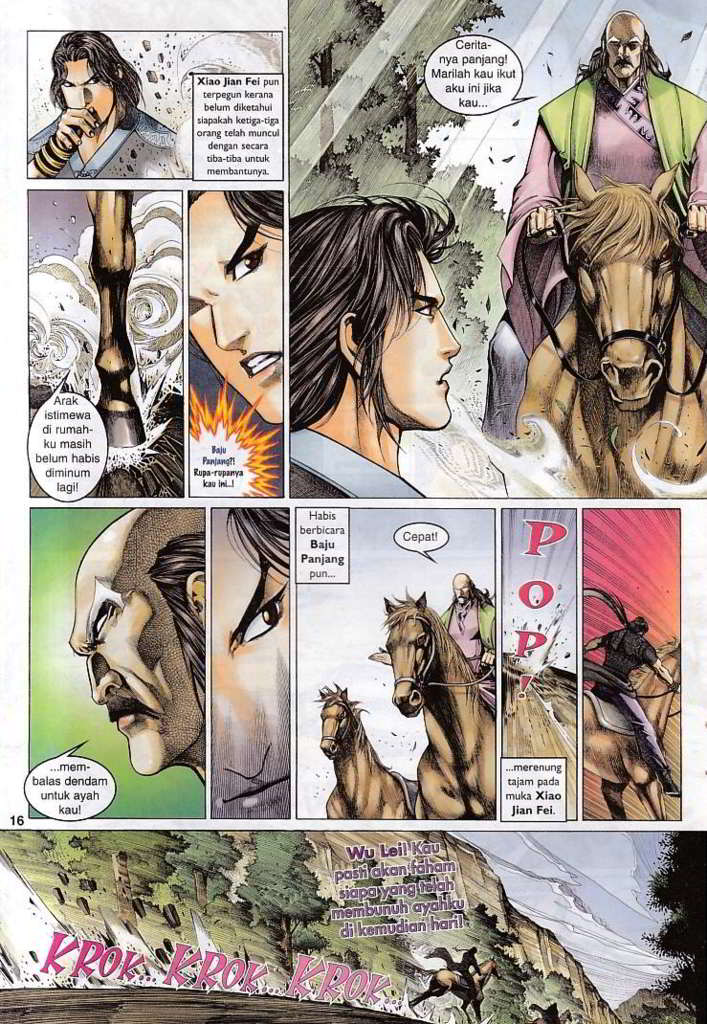 Xiao Jian Fei pun
terpegun kerana
belum diketahui
siapakah ketiga-tiga
orang telah muncul
dengan secara
tiba-tiba untuk
membantunya.
Cerita-
nya panjang!
Marilah kau ikut
aku ini jika
kau...
Arak
istimewa
di rumah-
ku masih
belum habis
diminum
lagi!
Baju
Panjang?!
Rupa-rupanya
kau ini..!
...mem-
balas dendam
untuk ayah
kau!
Habis
berbicara
Baju
Panjang
pun...
Cepat!
POP!
...merenung
tajam pada
muka Xiao
Jian Fei.
16
Wu Lei! Kau
pasti akan faham
siapa yang telah
membunuh ayahku
di kemudian hari!
KROK... KROK... KROK...